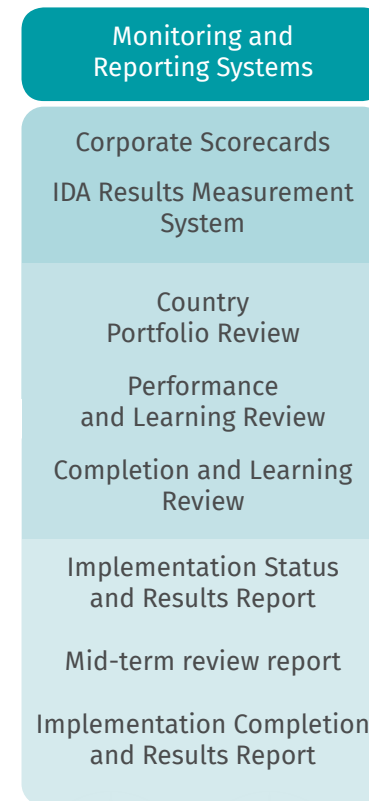 Monitoring and
Reporting Systems
Corporate Scorecards
IDA Results Measurement
System
Country
Portfolio Review
Performance
and Learning Review
Completion and Learning
Review
Implementation Status
and Results Report
Mid-term review report
Implementation Completion
and Results Report